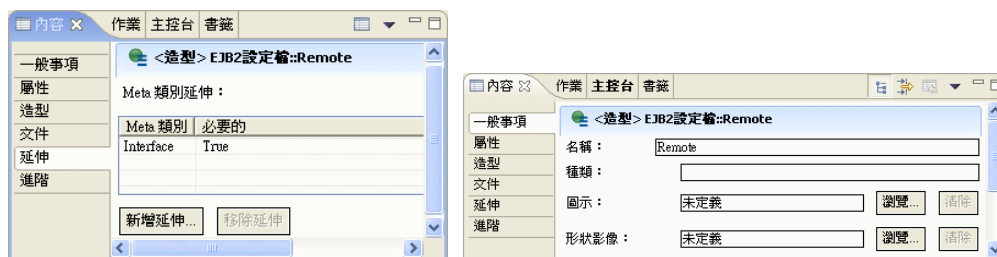 內容 作業 主控台 書籤
一般事項
屬性
造型
文件
延伸
進階
<造型> EJB2設定檔::Remote
Meta 類別延伸：
Meta 類別 必要的
Interface True
新增延伸... 移除延伸
內容 作業 主控台 書籤
一般事項
屬性
造型
文件
延伸
進階
<造型> EJB2設定檔::Remote
名稱： Remote
種類：
圖示： 未定義 瀏覽... 清除
形狀影像： 未定義 瀏覽... 清除